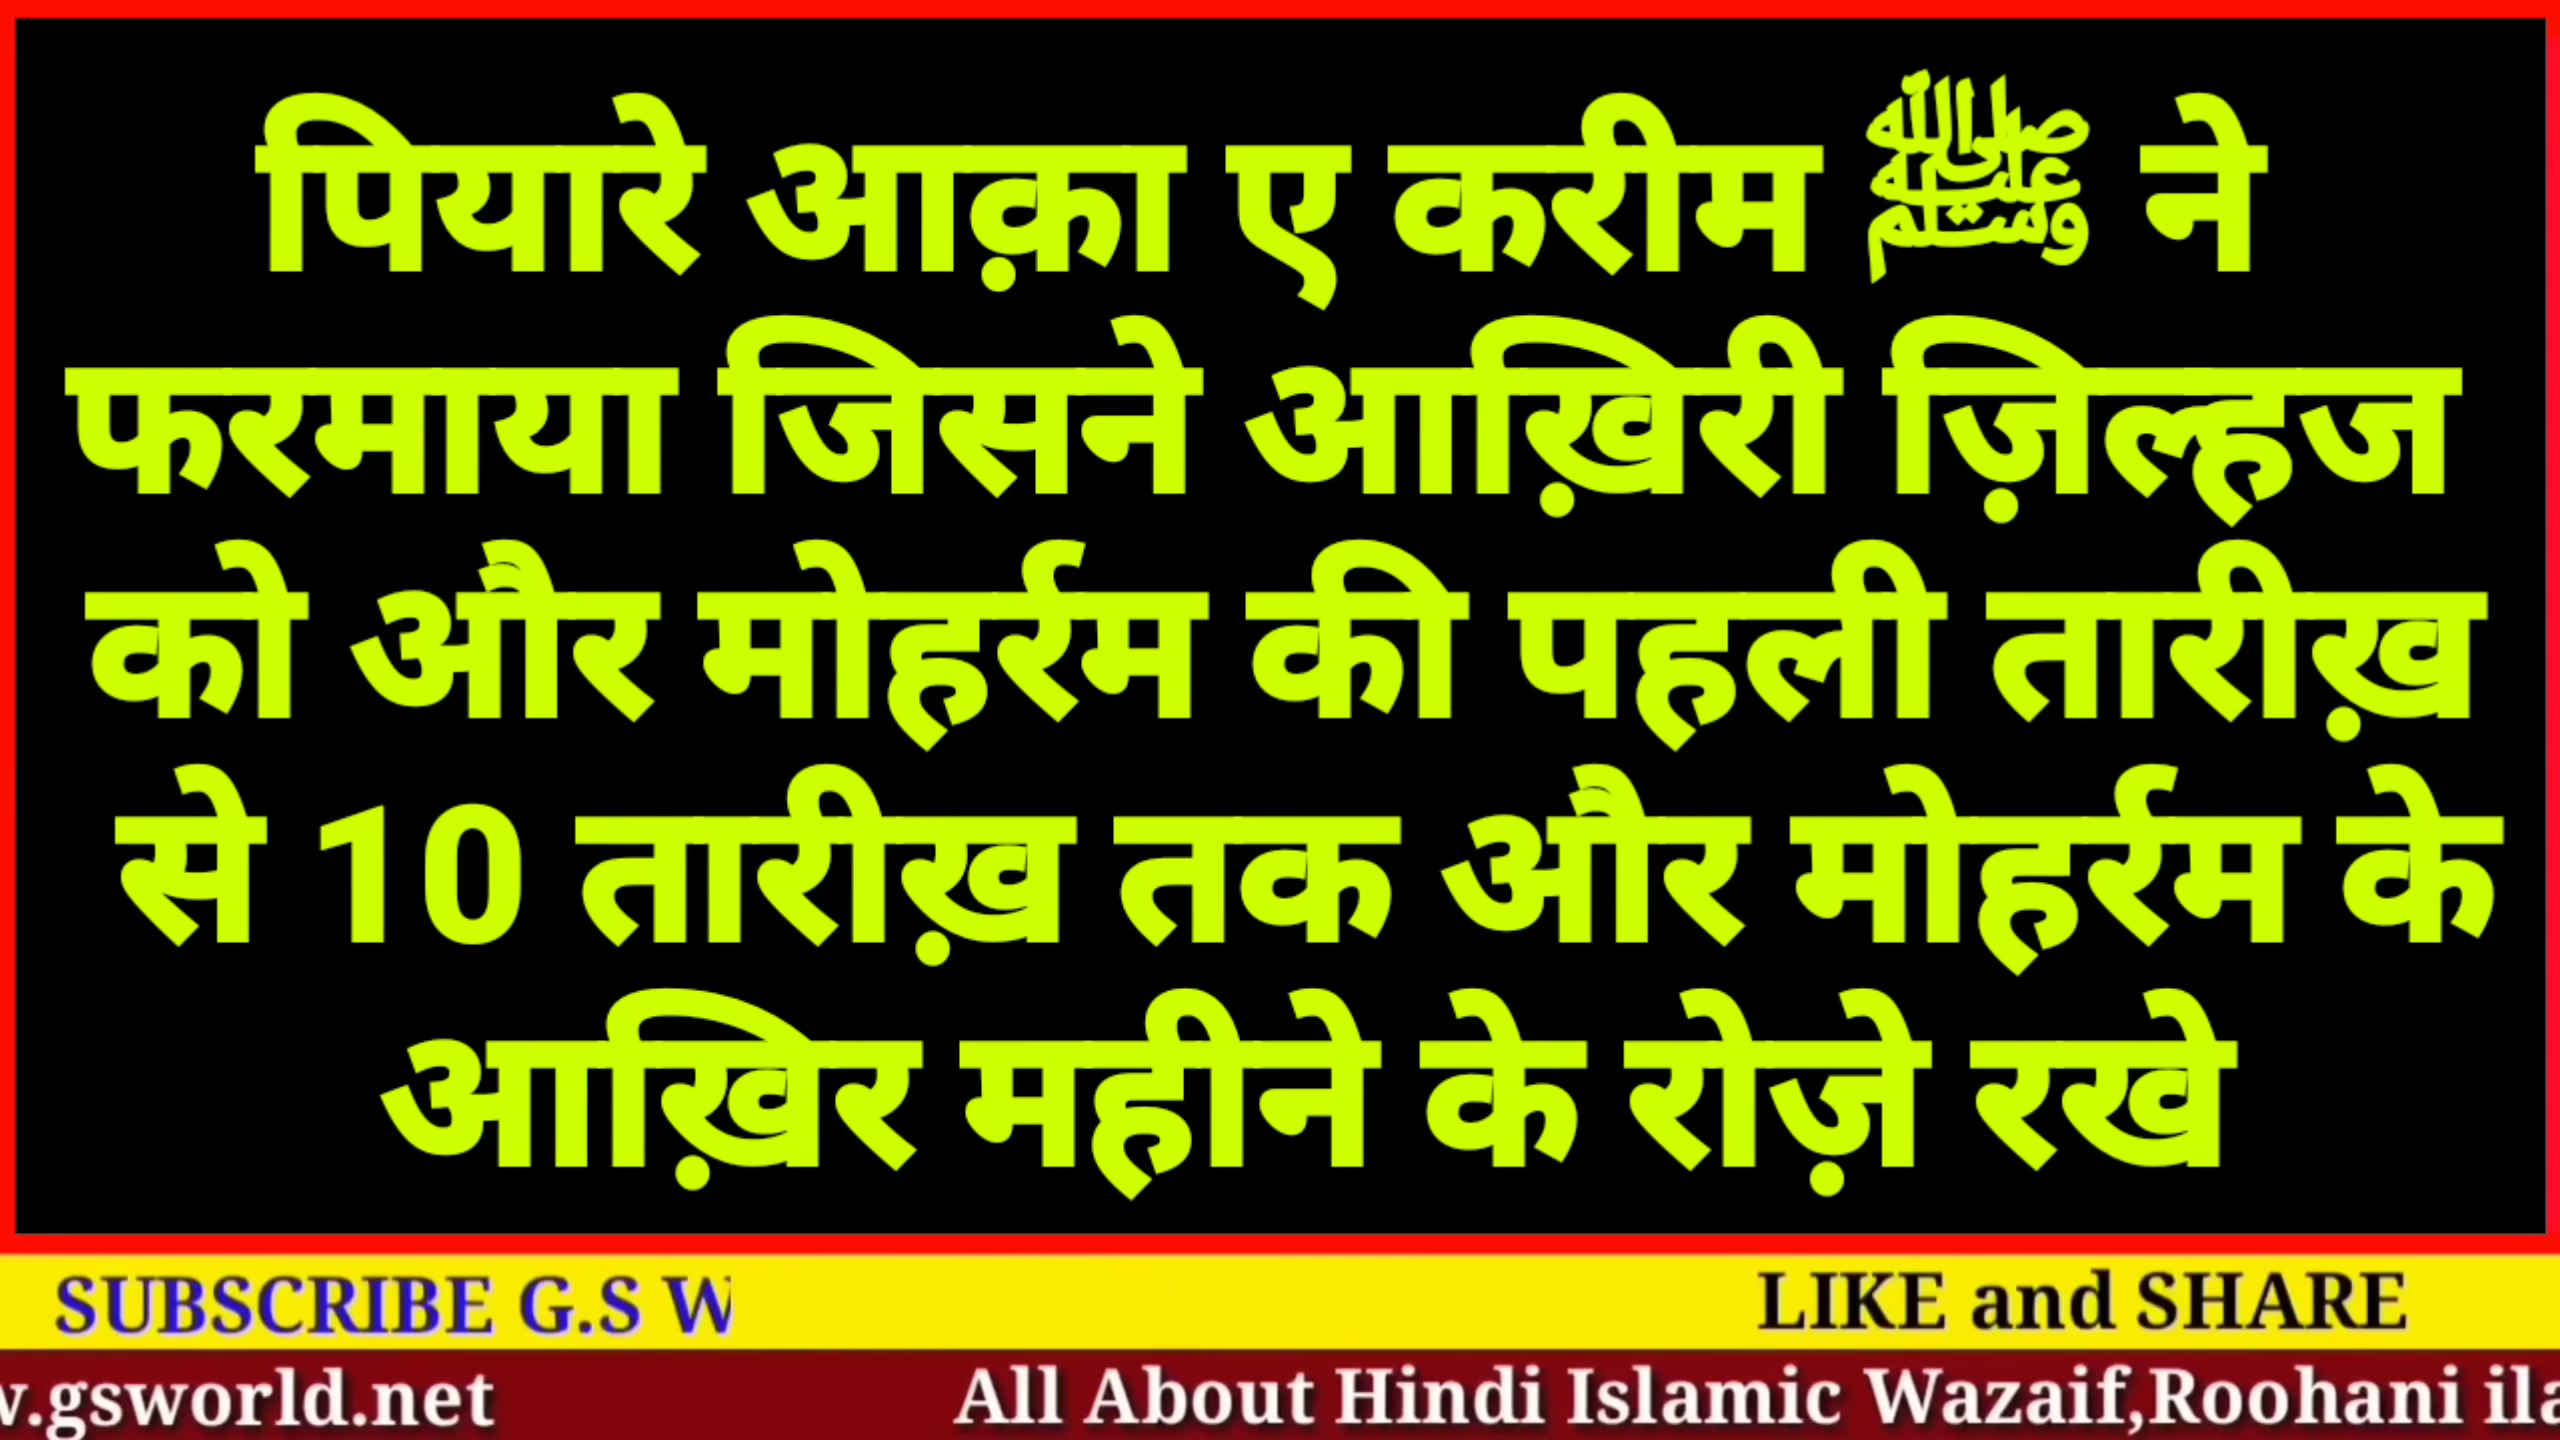 पियारे आक़ा ए करीम ﷺ ने
फरमाया जिसने आख़िरी ज़िल्हज
को और मोहर्रम की पहली तारीख़
से 10 तारीख़ तक और मोहर्रम के
आख़िर महीने के रोज़े रखे
SUBSCRIBE G.S W LIKE and SHARE
w.gsworld.net All About Hindi Islamic Wazaif,Roohani ila